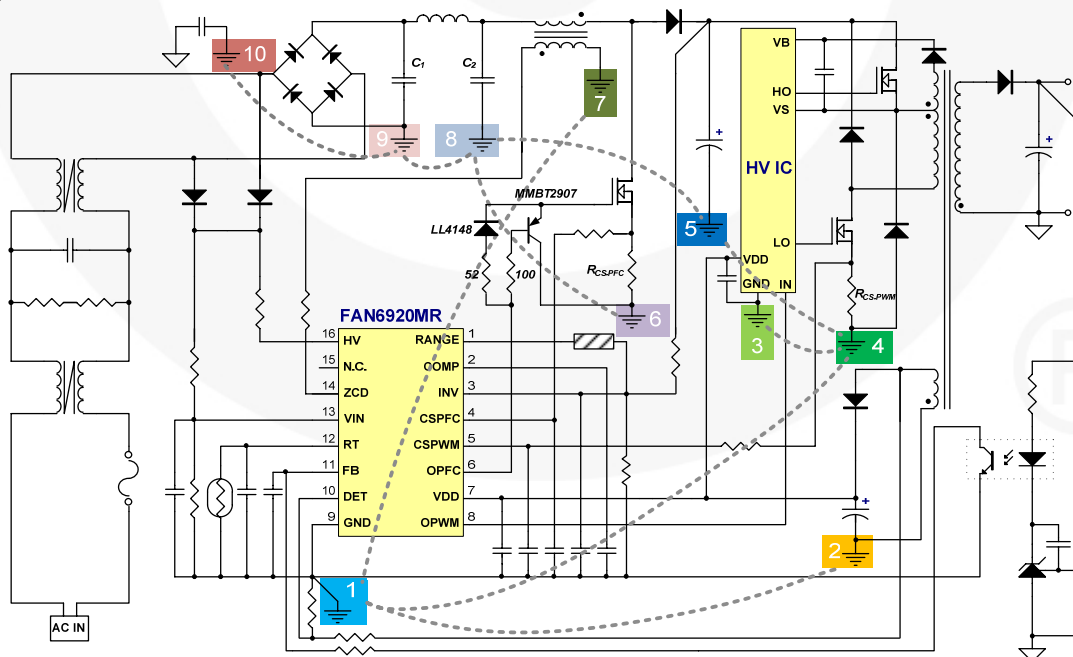 10
C1
C2
7
9
8
VB
HO
VS
HV IC
MMBT2907
LL4148
5
LO
52
100
RCS-PFC
VDD
GND IN
RCS-PWM
FAN6920MR
6
3
4
16 HV RANGE 1
15 N.C. COMP 2
14 ZCD INV 3
13 VIN CSPFC 4
12 RT CSPWM 5
11 FB OPFC 6
10 DET VDD 7
9 GND OPWM 8
+
+
+
2
1
AC IN